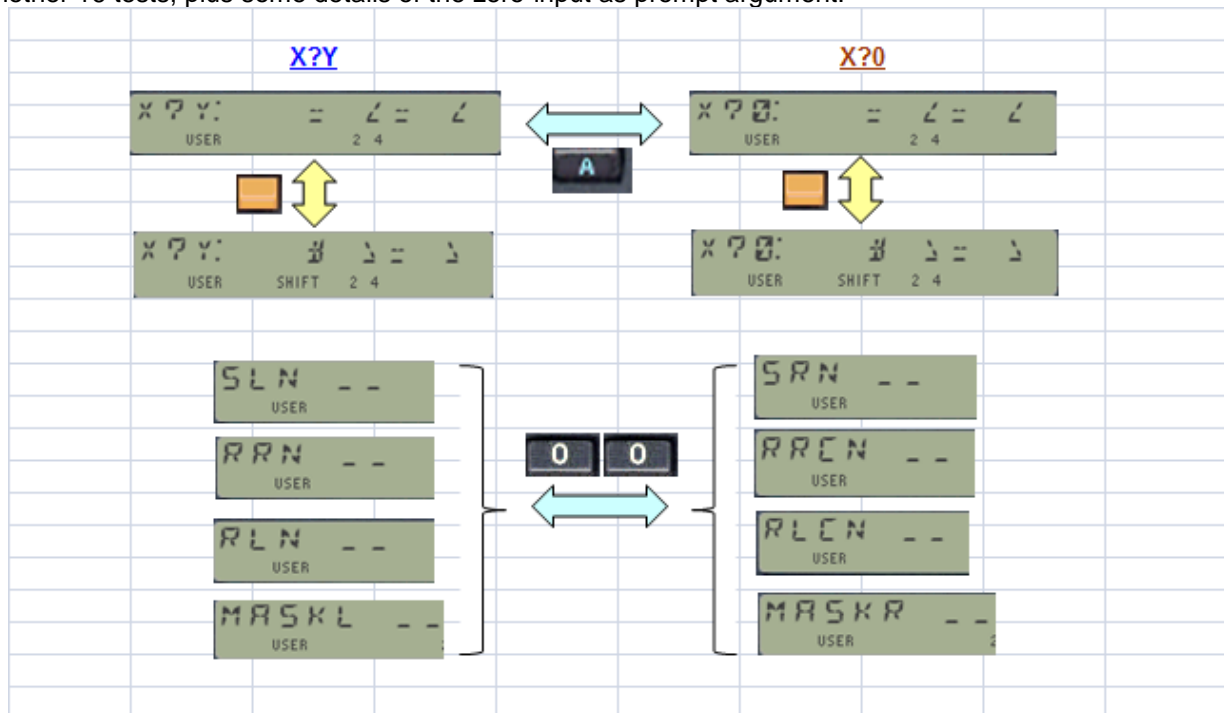 X?Y X?0
X?Y: = <= < X?0: = <= <
USER 2 4 USER 2 4
A
X?Y: ≠ >= > X?0: ≠ >= >
USER SHIFT 2 4 USER SHIFT 2 4
SLN _ _ SRN _ _
USER USER
RRN _ _ 0 0 RRCN _ _
USER USER
RLN _ _ RLCN _ _
USER USER
MASKL _ _ MASKR _ _
USER USER 2